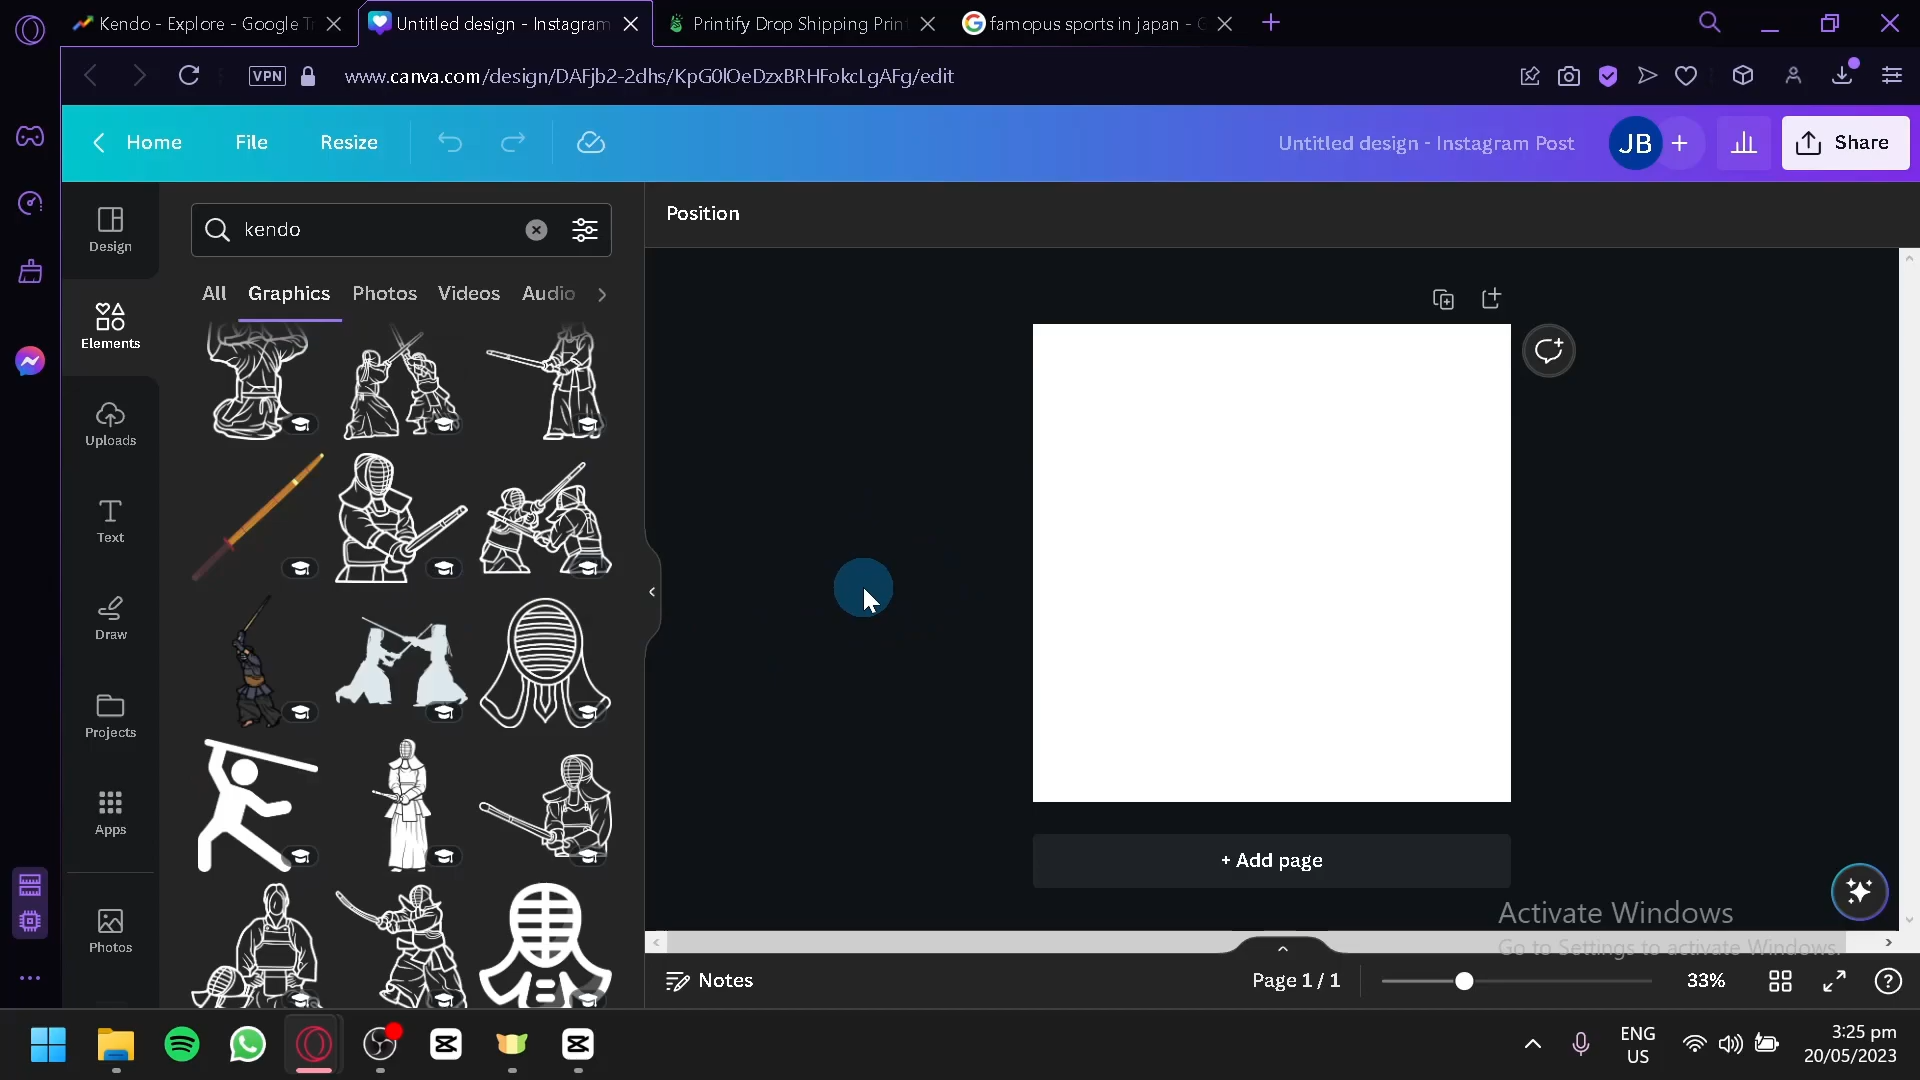 Kendo - Explore - Google Tr
Untitled design - Instagram
Printify Drop Shipping Print
famopus sports in japan - G
VPN
www.canva.com/design/DAFjb2-2dhs/KpG0lOeDzxBRHFokcLgAFg/edit
Home
File
Resize
Untitled design - Instagram Post
JB
Share
Design
kendo
Position
All
Graphics
Photos
Videos
Audio
Elements
Uploads
Text
Draw
Projects
Apps
Photos
+ Add page
Activate Windows
Go to Settings to activate Windows.
Notes
Page 1 / 1
33%
ENG
US
3:25 pm
20/05/2023